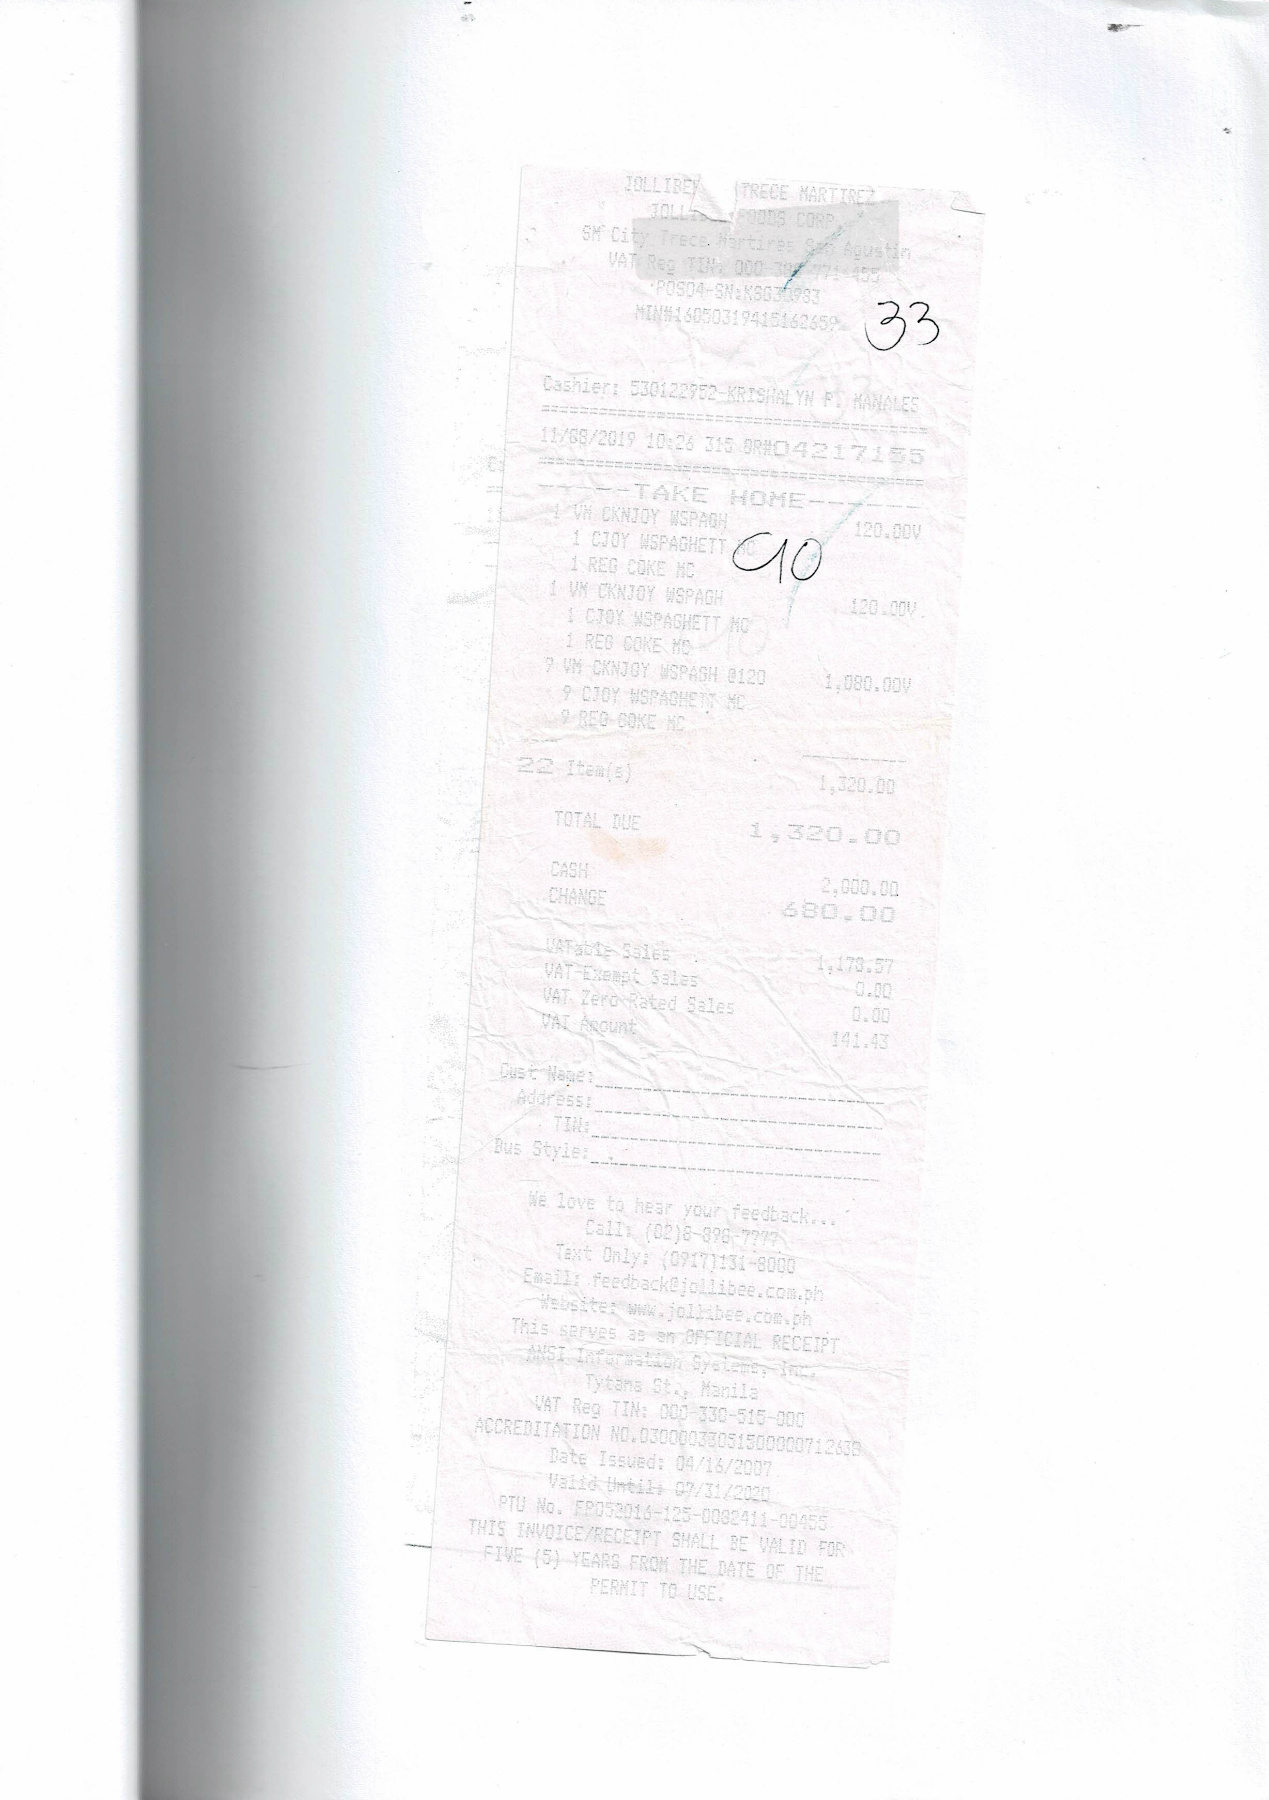 JOLLIBE TRECE MARTIREZ
JOLLI FOODS CORP
SM City Trece Martires San Agustin
VAT Reg TIN: 000 771-455
POS04-SN:K8G30983
MIN#16050319415162659
33
Cashier: 530122952-KRISHALYN P. MANALES
========================================
11/08/2019 10:26 315 OR#04217155
========================================
-----TAKE HOME------
1 VM CKNJOY WSPAGH 120.00V
1 CJOY WSPAGHETT MC
90
1 REG COKE MC
1 VM CKNJOY WSPAGH 120.00V
1 CJOY WSPAGHETT MC
1 REG COKE MC
9 VM CKNJOY WSPAGH @120 1,080.00V
9 CJOY WSPAGHETT MC
9 REG COKE MC
22 Item(s) 1,320.00
TOTAL DUE 1,320.00
CASH 2,000.00
CHANGE 680.00
VATable Sales 1,178.57
VAT-Exempt Sales 0.00
VAT Zero Rated Sales 0.00
VAT Amount 141.43
Cust Name:
Address:
TIN:
Bus Style:
We love to hear your feedback...
Call: (02)8-898-7777
Text Only: (0917)131-8000
Email: feedback@jollibee.com.ph
Website: www.jollibee.com.ph
This serves as an OFFICIAL RECEIPT
ANSI Information Systems, Inc.
Tytana St., Manila
VAT Reg TIN: 000-330-515-000
ACCREDITATION NO.030000330515000000712638
Date Issued: 04/16/2007
Valid Until: 07/31/2020
PTU No. FP052016-125-0082411-00455
THIS INVOICE/RECEIPT SHALL BE VALID FOR
FIVE (5) YEARS FROM THE DATE OF THE
PERMIT TO USE.